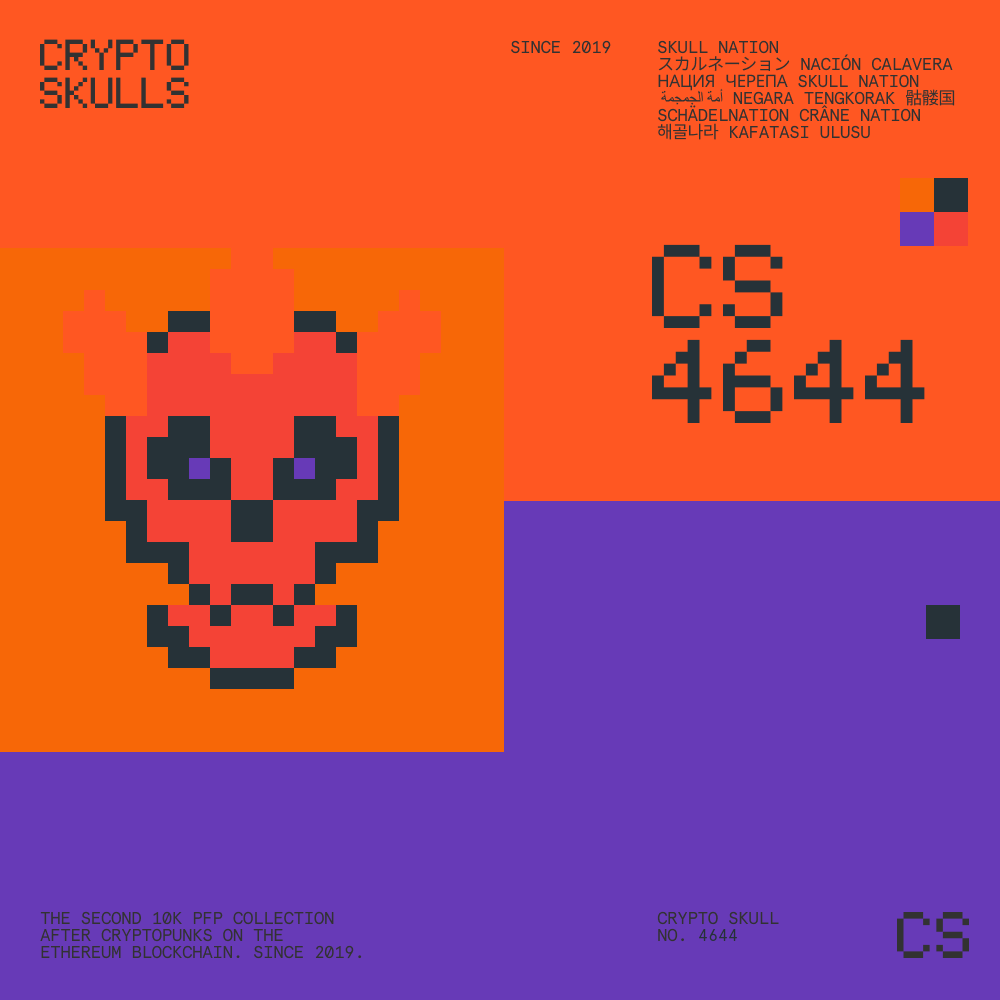 CRYPTO
SKULLS
SINCE 2019
SKULL NATION
スカルネーション NACIÓN CALAVERA
НАЦИЯ ЧЕРЕПА SKULL NATION
أمة الجمجمة NEGARA TENGKORAK 骷髅国
SCHÄDELNATION CRÂNE NATION
해골나라 KAFATASI ULUSU
CS
4644
THE SECOND 10K PFP COLLECTION
AFTER CRYPTOPUNKS ON THE
ETHEREUM BLOCKCHAIN. SINCE 2019.
CRYPTO SKULL
NO. 4644
CS